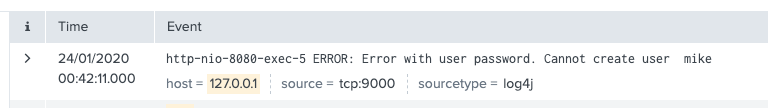 i Time Event
24/01/2020 http-nio-8080-exec-5 ERROR: Error with user password. Cannot create user  mike
00:42:11.000 host = 127.0.0.1 source = tcp:9000 sourcetype = log4j